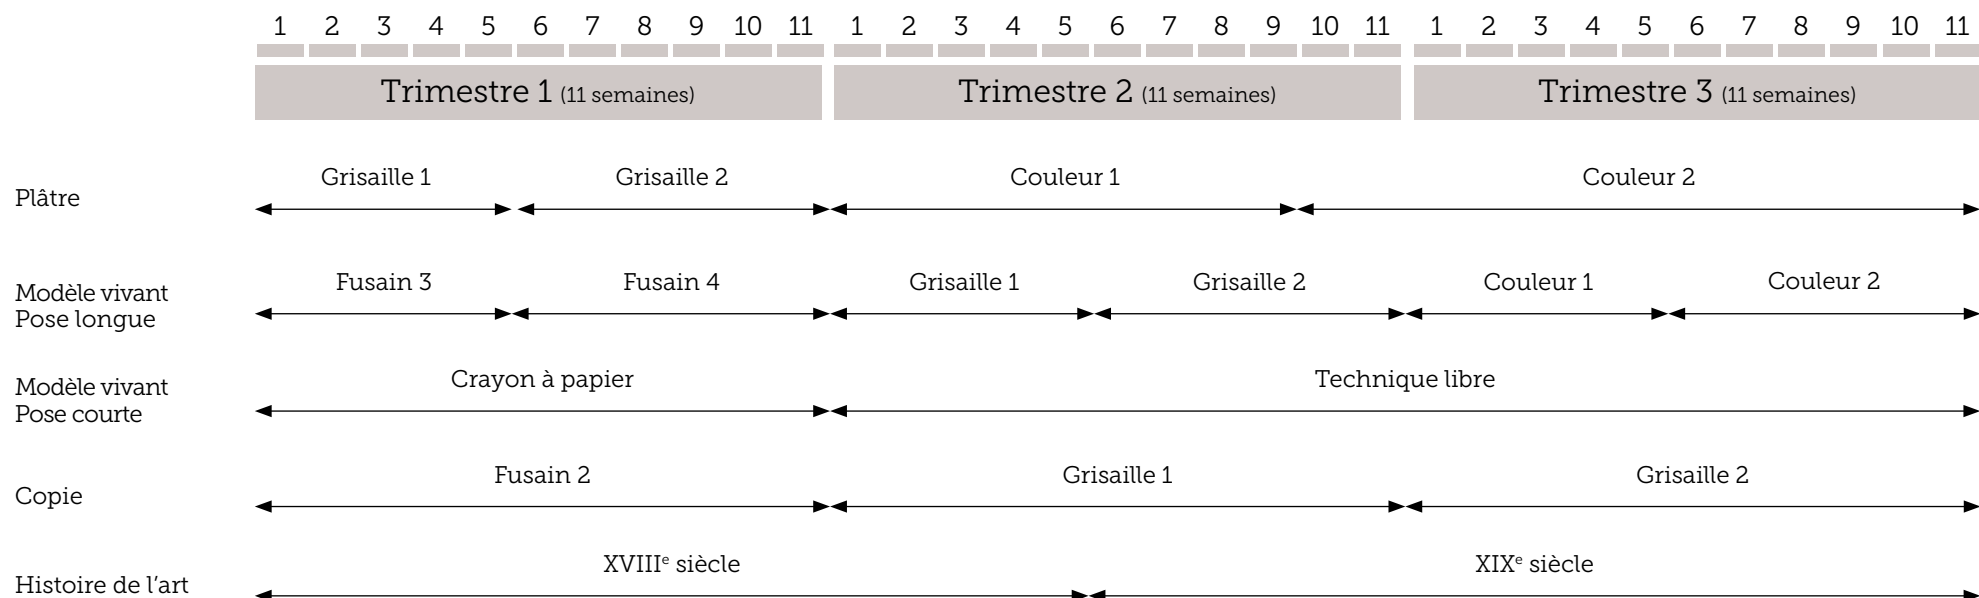 1 2 3 4 5 6 7 8 9 10 11 1 2 3 4 5 6 7 8 9 10 11 1 2 3 4 5 6 7 8 9 10 11
Trimestre 1 (11 semaines) Trimestre 2 (11 semaines) Trimestre 3 (11 semaines)
Grisaille 1 Grisaille 2 Couleur 1 Couleur 2
Plâtre
Fusain 3 Fusain 4 Grisaille 1 Grisaille 2 Couleur 1 Couleur 2
Modèle vivant
Pose longue
Crayon à papier Technique libre
Modèle vivant
Pose courte
Fusain 2 Grisaille 1 Grisaille 2
Copie
XVIIIe siècle XIXe siècle
Histoire de l'art